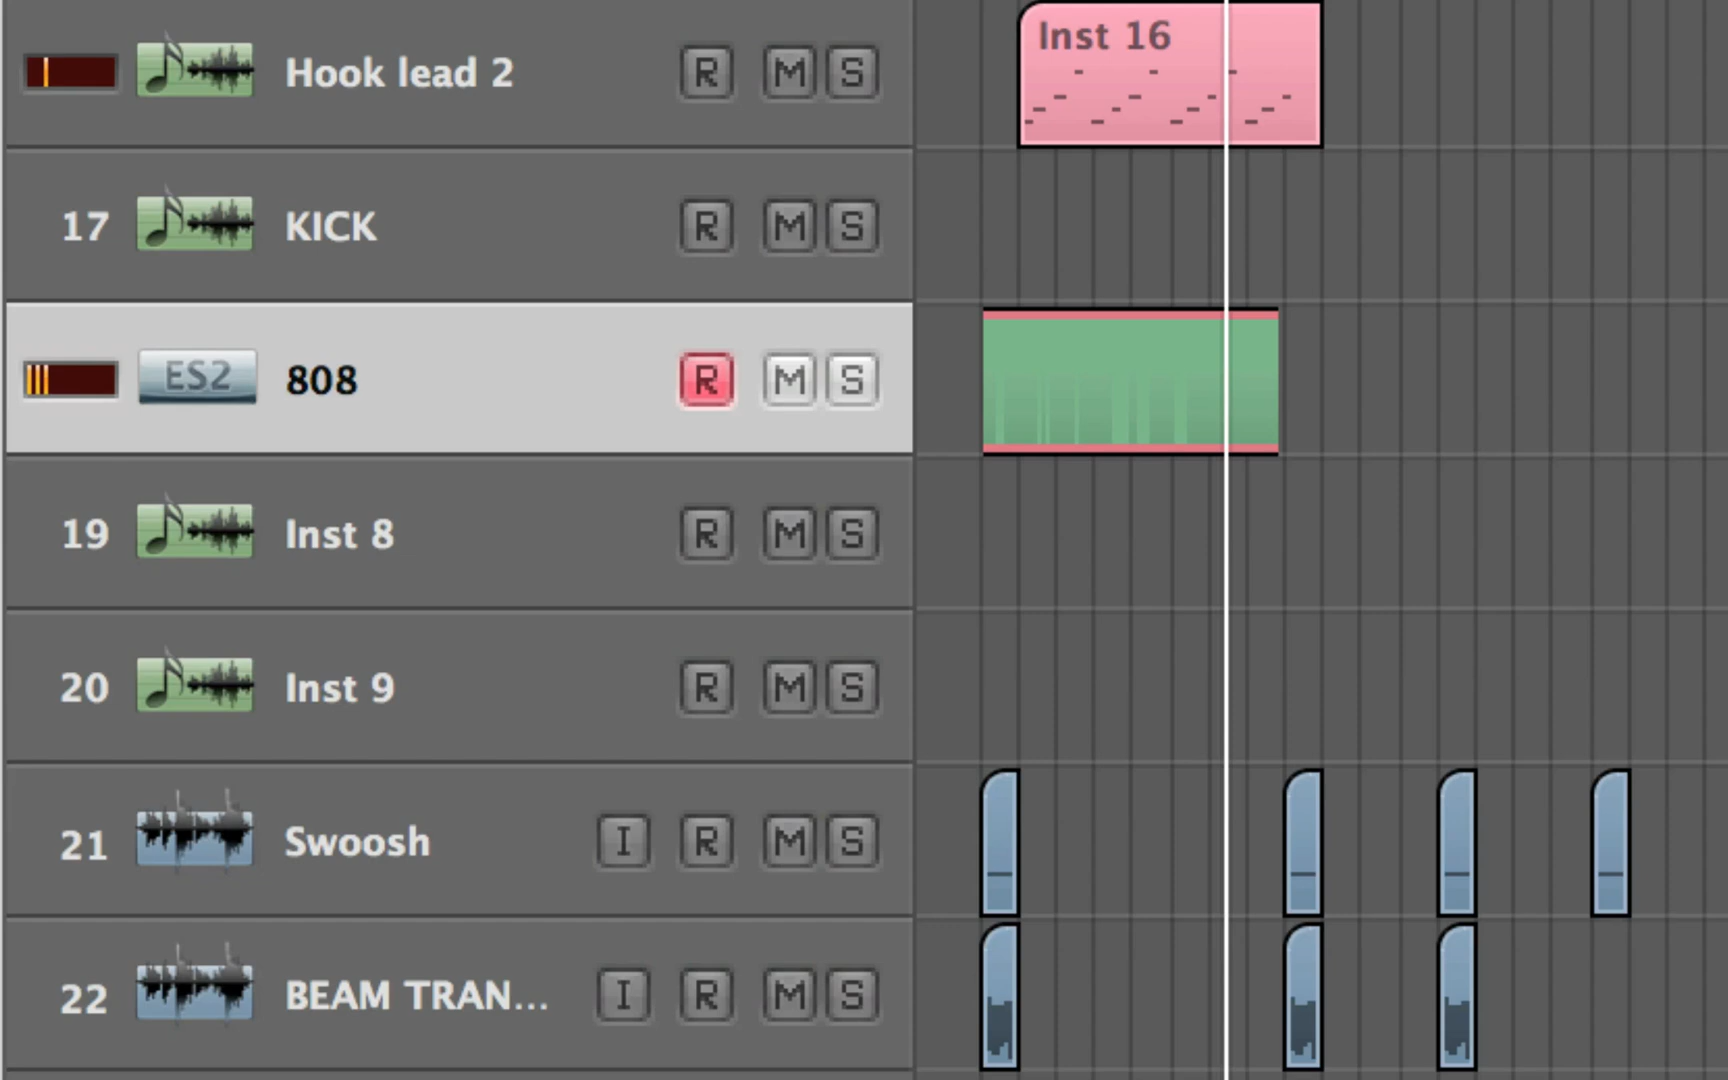 Hook lead 2 R M S Inst 16
17 KICK R M S
ES2 808 R M S
19 Inst 8 R M S
20 Inst 9 R M S
21 Swoosh I R M S
22 BEAM TRAN... I R M S